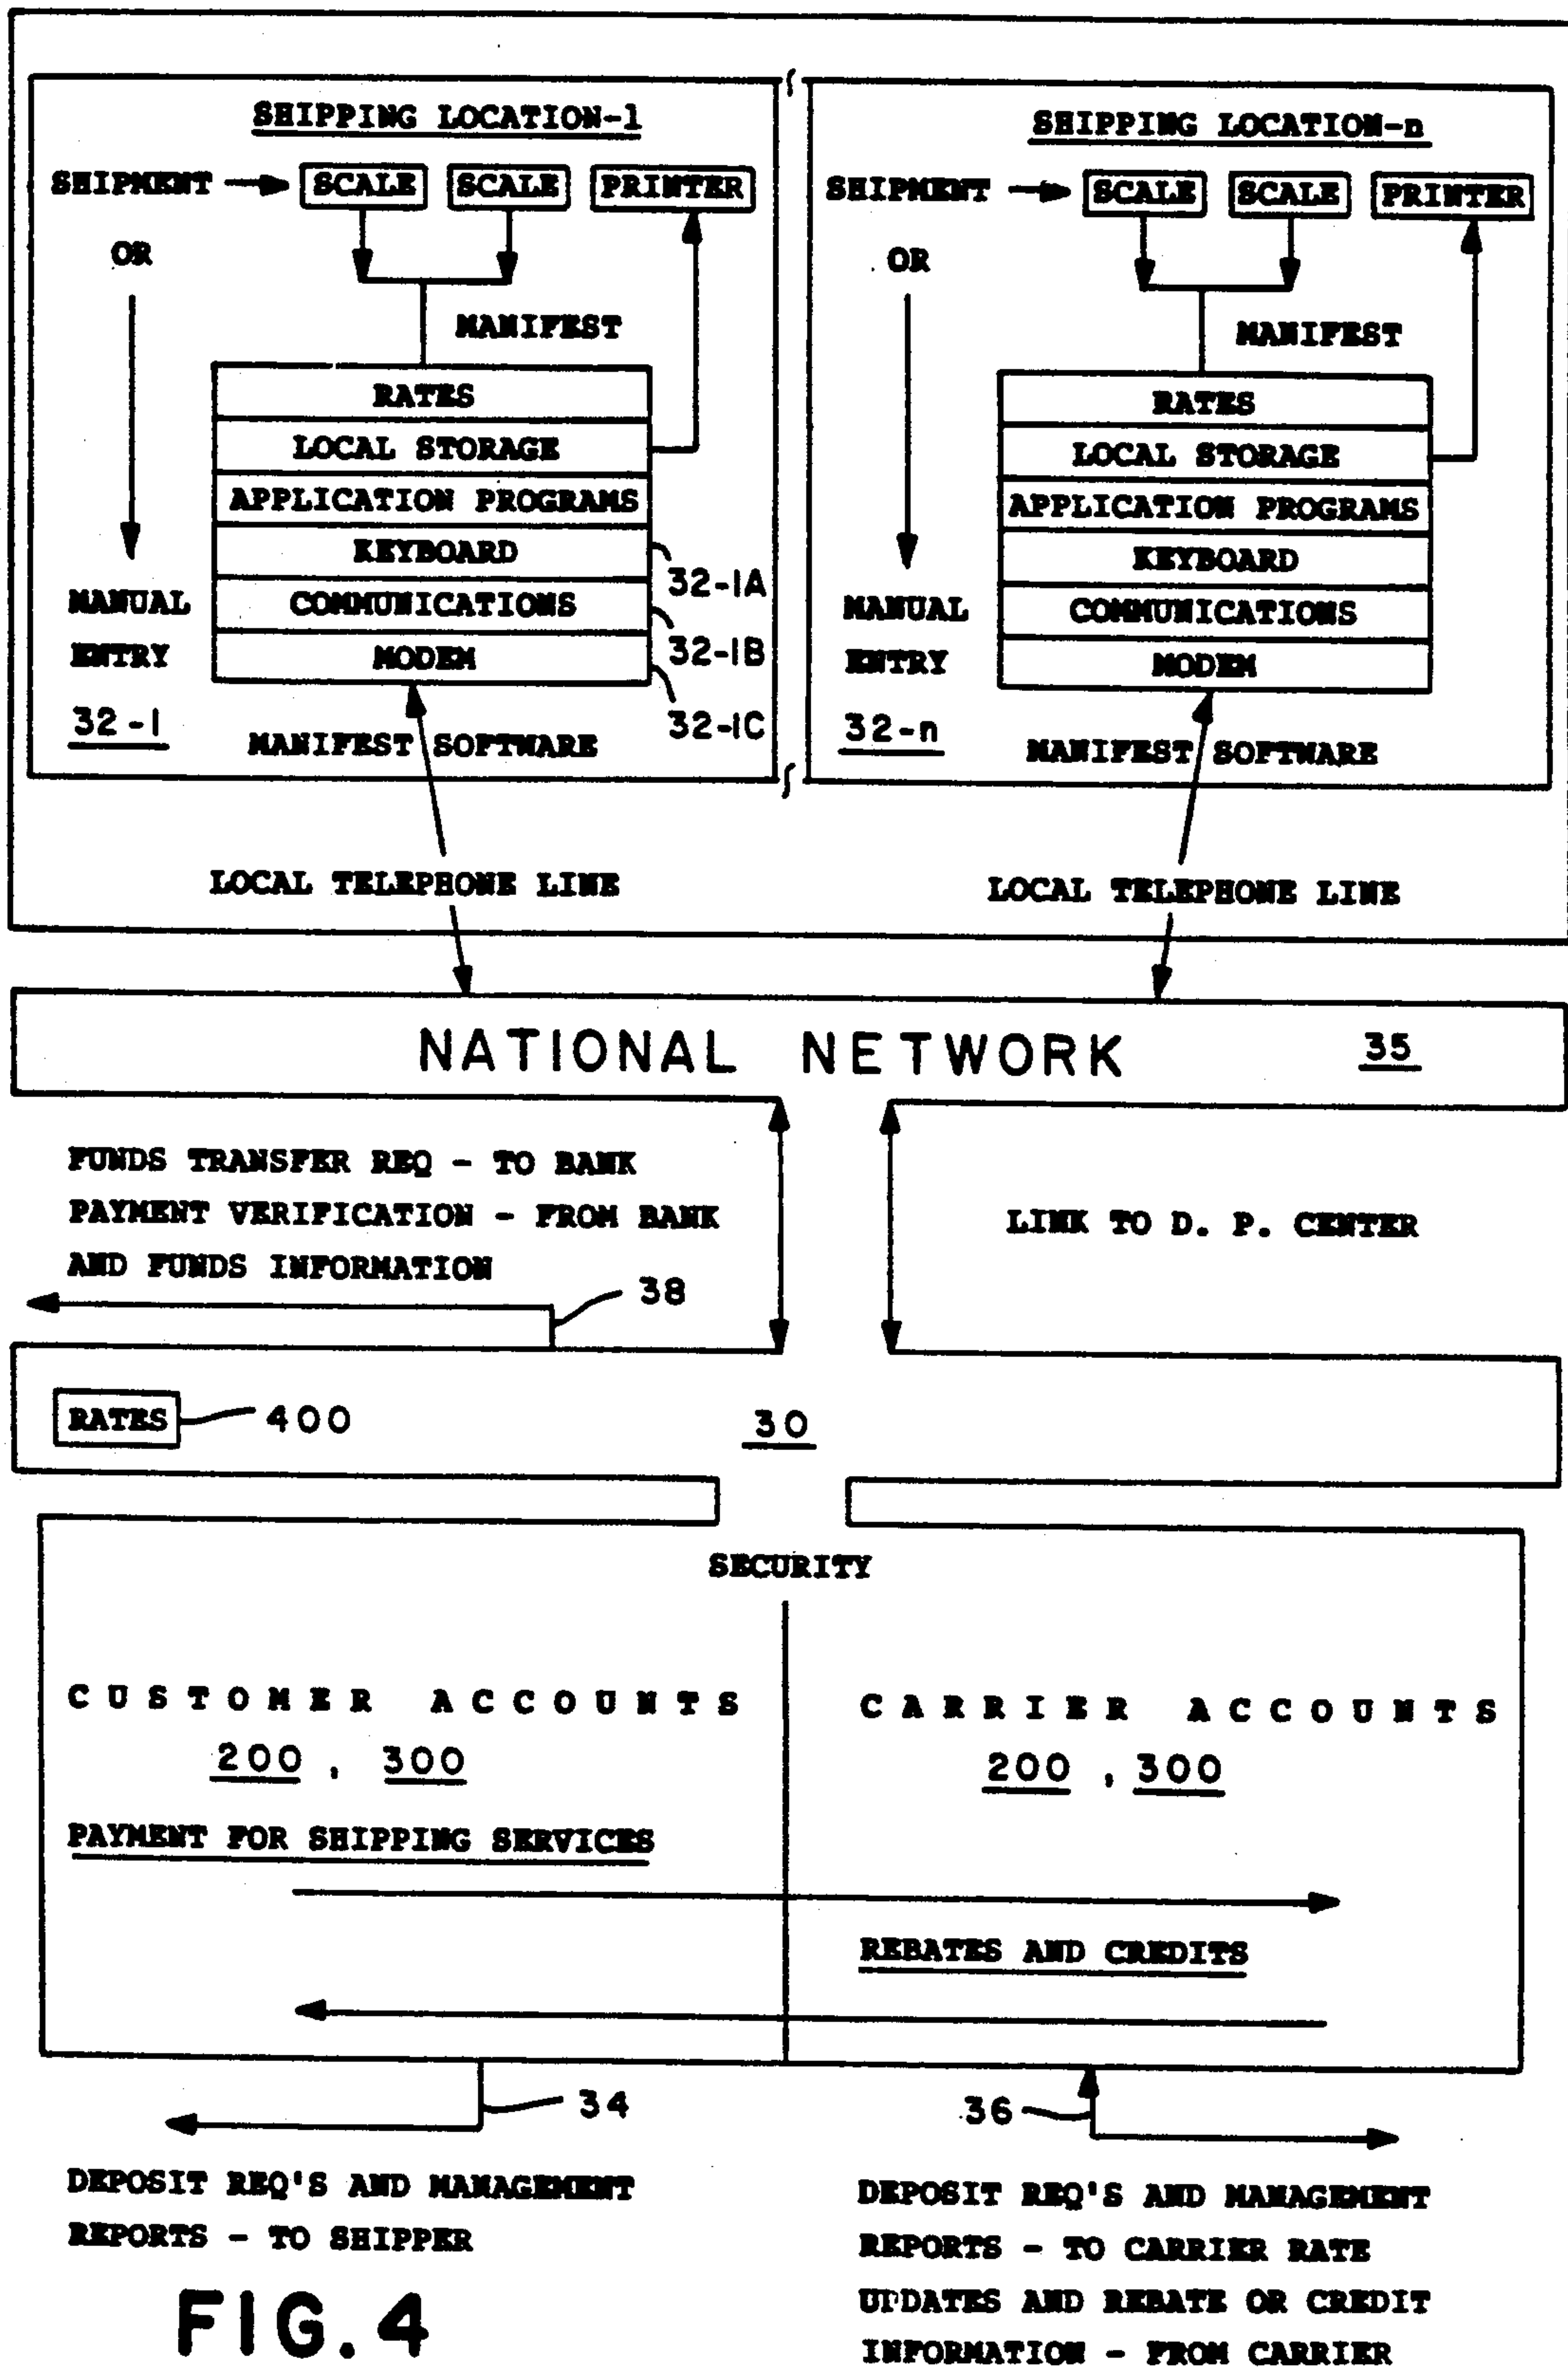 SHIPPING LOCATION-1
SHIPMENT SCALE SCALE PRINTER
OR
MANIFEST
RATES
LOCAL STORAGE
APPLICATION PROGRAMS
KEYBOARD
32-1A
MANUAL
COMMUNICATIONS
ENTRY
32-1B
MODEM
32-1
32-1C
MANIFEST SOFTWARE
LOCAL TELEPHONE LINE
SHIPPING LOCATION-n
SHIPMENT SCALE SCALE PRINTER
OR
MANIFEST
RATES
LOCAL STORAGE
APPLICATION PROGRAMS
KEYBOARD
MANUAL
COMMUNICATIONS
ENTRY
MODEM
32-n
MANIFEST SOFTWARE
LOCAL TELEPHONE LINE
NATIONAL NETWORK 35
FUNDS TRANSFER REQ - TO BANK
PAYMENT VERIFICATION - FROM BANK
AND FUNDS INFORMATION
38
LINK TO D. P. CENTER
RATES 400
30
SECURITY
CUSTOMER ACCOUNTS
200 , 300
PAYMENT FOR SHIPPING SERVICES
CARRIER ACCOUNTS
200 , 300
REBATES AND CREDITS
34
DEPOSIT REQ'S AND MANAGEMENT
REPORTS - TO SHIPPER
36
DEPOSIT REQ'S AND MANAGEMENT
REPORTS - TO CARRIER RATE
UPDATES AND REBATE OR CREDIT
INFORMATION - FROM CARRIER
FIG. 4